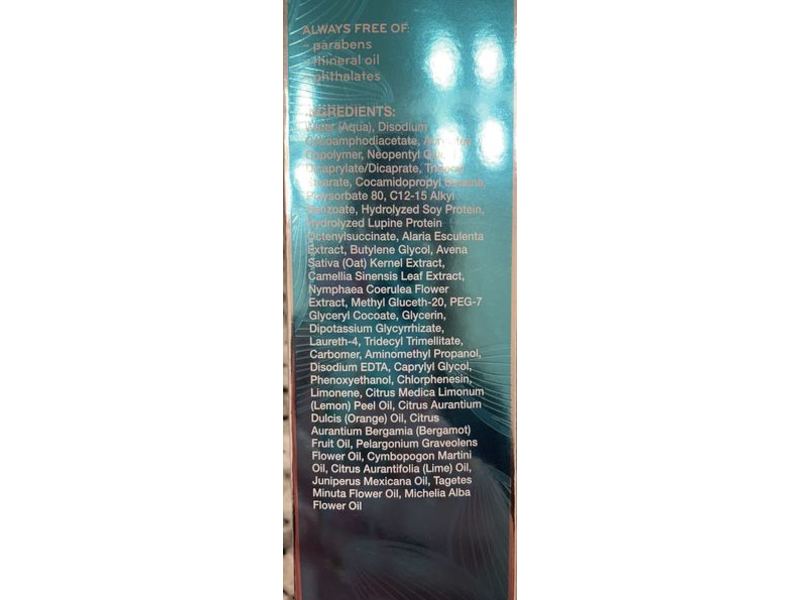 ALWAYS FREE OF:
- parabens
- mineral oil
- phthalates
INGREDIENTS:
Water (Aqua), Disodium
Cocoamphodiacetate,
Copolymer, Neopentyl
Dicaprylate/Dicaprate,
Stearate, Cocamidopropyl Betaine,
Polysorbate 80, C12-15 Alkyl
Benzoate, Hydrolyzed Soy Protein,
Hydrolyzed Lupine Protein
Octenylsuccinate, Alaria Esculenta
Extract, Butylene Glycol, Avena
Sativa (Oat) Kernel Extract,
Camellia Sinensis Leaf Extract,
Nymphaea Coerulea Flower
Extract, Methyl Gluceth-20, PEG-7
Glyceryl Cocoate, Glycerin,
Dipotassium Glycyrrhizate,
Laureth-4, Tridecyl Trimellitate,
Carbomer, Aminomethyl Propanol,
Disodium EDTA, Caprylyl Glycol,
Phenoxyethanol, Chlorphenesin,
Limonene, Citrus Medica Limonum
(Lemon) Peel Oil, Citrus Aurantium
Dulcis (Orange) Oil, Citrus
Aurantium Bergamia (Bergamot)
Fruit Oil, Pelargonium Graveolens
Flower Oil, Cymbopogon Martini
Oil, Citrus Aurantifolia (Lime) Oil,
Juniperus Mexicana Oil, Tagetes
Minuta Flower Oil, Michelia Alba
Flower Oil